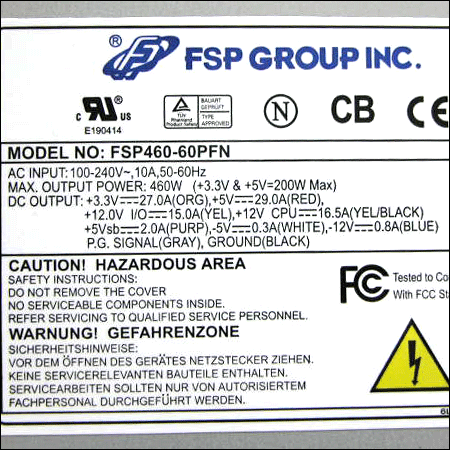 ® FSP GROUP INC.
c RU us
E190414
TÜV Rheinland Product Safety
BAUART GEPRÜFT
TYPE APPROVED
N
CB
CE
MODEL NO: FSP460-60PFN
AC INPUT: 100-240V~,10A,50-60Hz
MAX. OUTPUT POWER: 460W (+3.3V & +5V=200W Max)
DC OUTPUT: +3.3V⎓27.0A(ORG),+5V⎓29.0A(RED),
+12.0V I/O⎓15.0A(YEL),+12V CPU⎓16.5A(YEL/BLACK)
+5Vsb⎓2.0A(PURP),-5V⎓0.3A(WHITE),-12V⎓0.8A(BLUE)
P.G. SIGNAL(GRAY), GROUND(BLACK)
CAUTION! HAZARDOUS AREA
SAFETY INSTRUCTIONS:
DO NOT REMOVE THE COVER
NO SERVICEABLE COMPONENTS INSIDE.
REFER SERVICING TO QUALIFIED SERVICE PERSONNEL.
FC Tested to Co
With FCC St
WARNUNG! GEFAHRENZONE
SICHERHEITSHINWEISE:
VOR DEM ÖFFNEN DES GERÄTES NETZSTECKER ZIEHEN.
KEINE SERVICERELEVANTEN BAUTEILE ENTHALTEN.
SERVICEARBEITEN SOLLTEN NUR VON AUTORISIERTEM
FACHPERSONAL DURCHGEFÜHRT WERDEN.